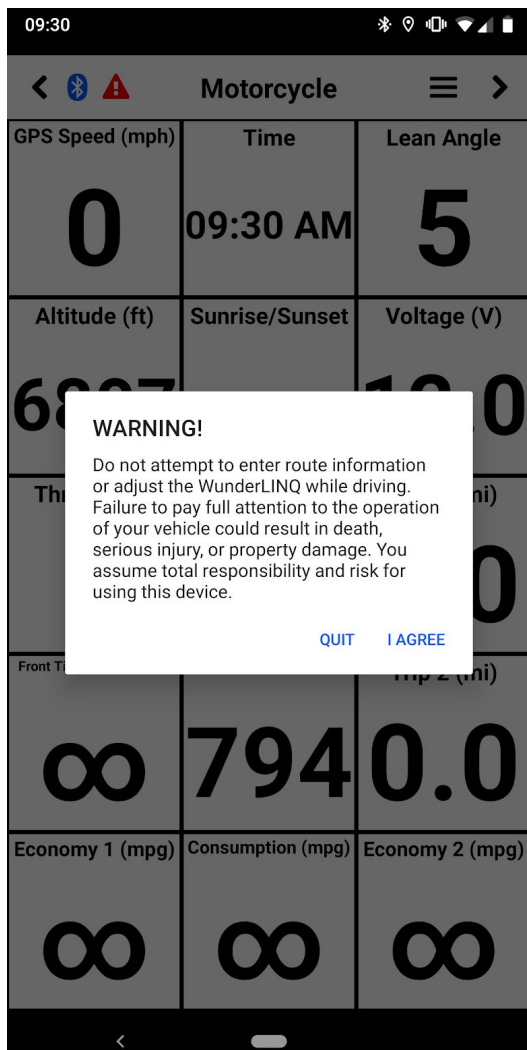 09:30
Motorcycle
GPS Speed (mph)
Time
Lean Angle
0
09:30 AM
5
Altitude (ft)
Sunrise/Sunset
Voltage (V)
WARNING!
Do not attempt to enter route information
or adjust the WunderLINQ while driving.
Failure to pay full attention to the operation
of your vehicle could result in death,
serious injury, or property damage. You
assume total responsibility and risk for
using this device.
QUIT
I AGREE
∞
794
0.0
Economy 1 (mpg)
Consumption (mpg)
Economy 2 (mpg)
∞
∞
∞